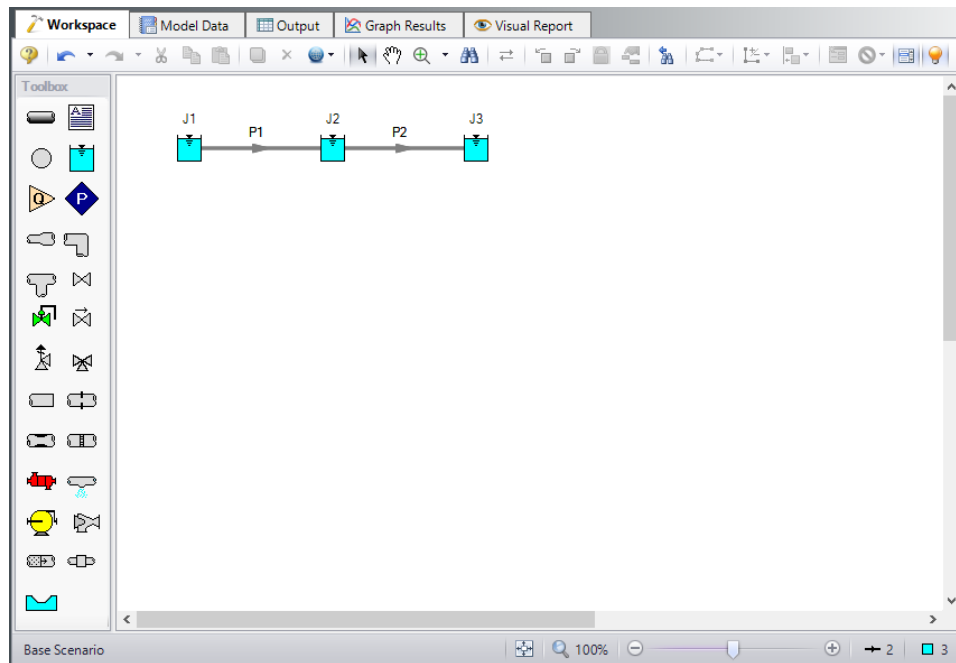 Workspace Model Data Output Graph Results Visual Report
Toolbox
A
J1 J2 J3
P1 P2
Q P
Base Scenario 100% 2 3